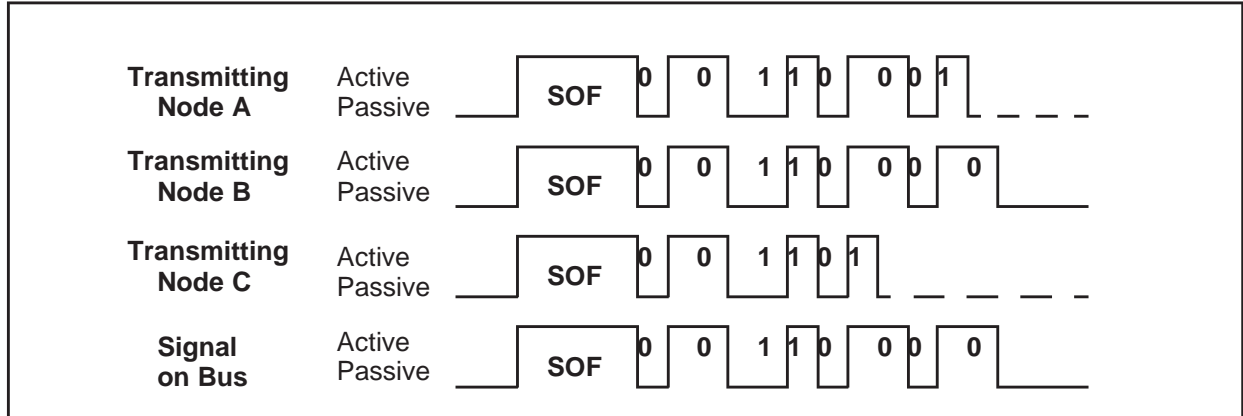 Transmitting Node A Active Passive SOF 0 0 1 1 0 0 0 1
Transmitting Node B Active Passive SOF 0 0 1 1 0 0 0 0
Transmitting Node C Active Passive SOF 0 0 1 1 0 1
Signal on Bus Active Passive SOF 0 0 1 1 0 0 0 0